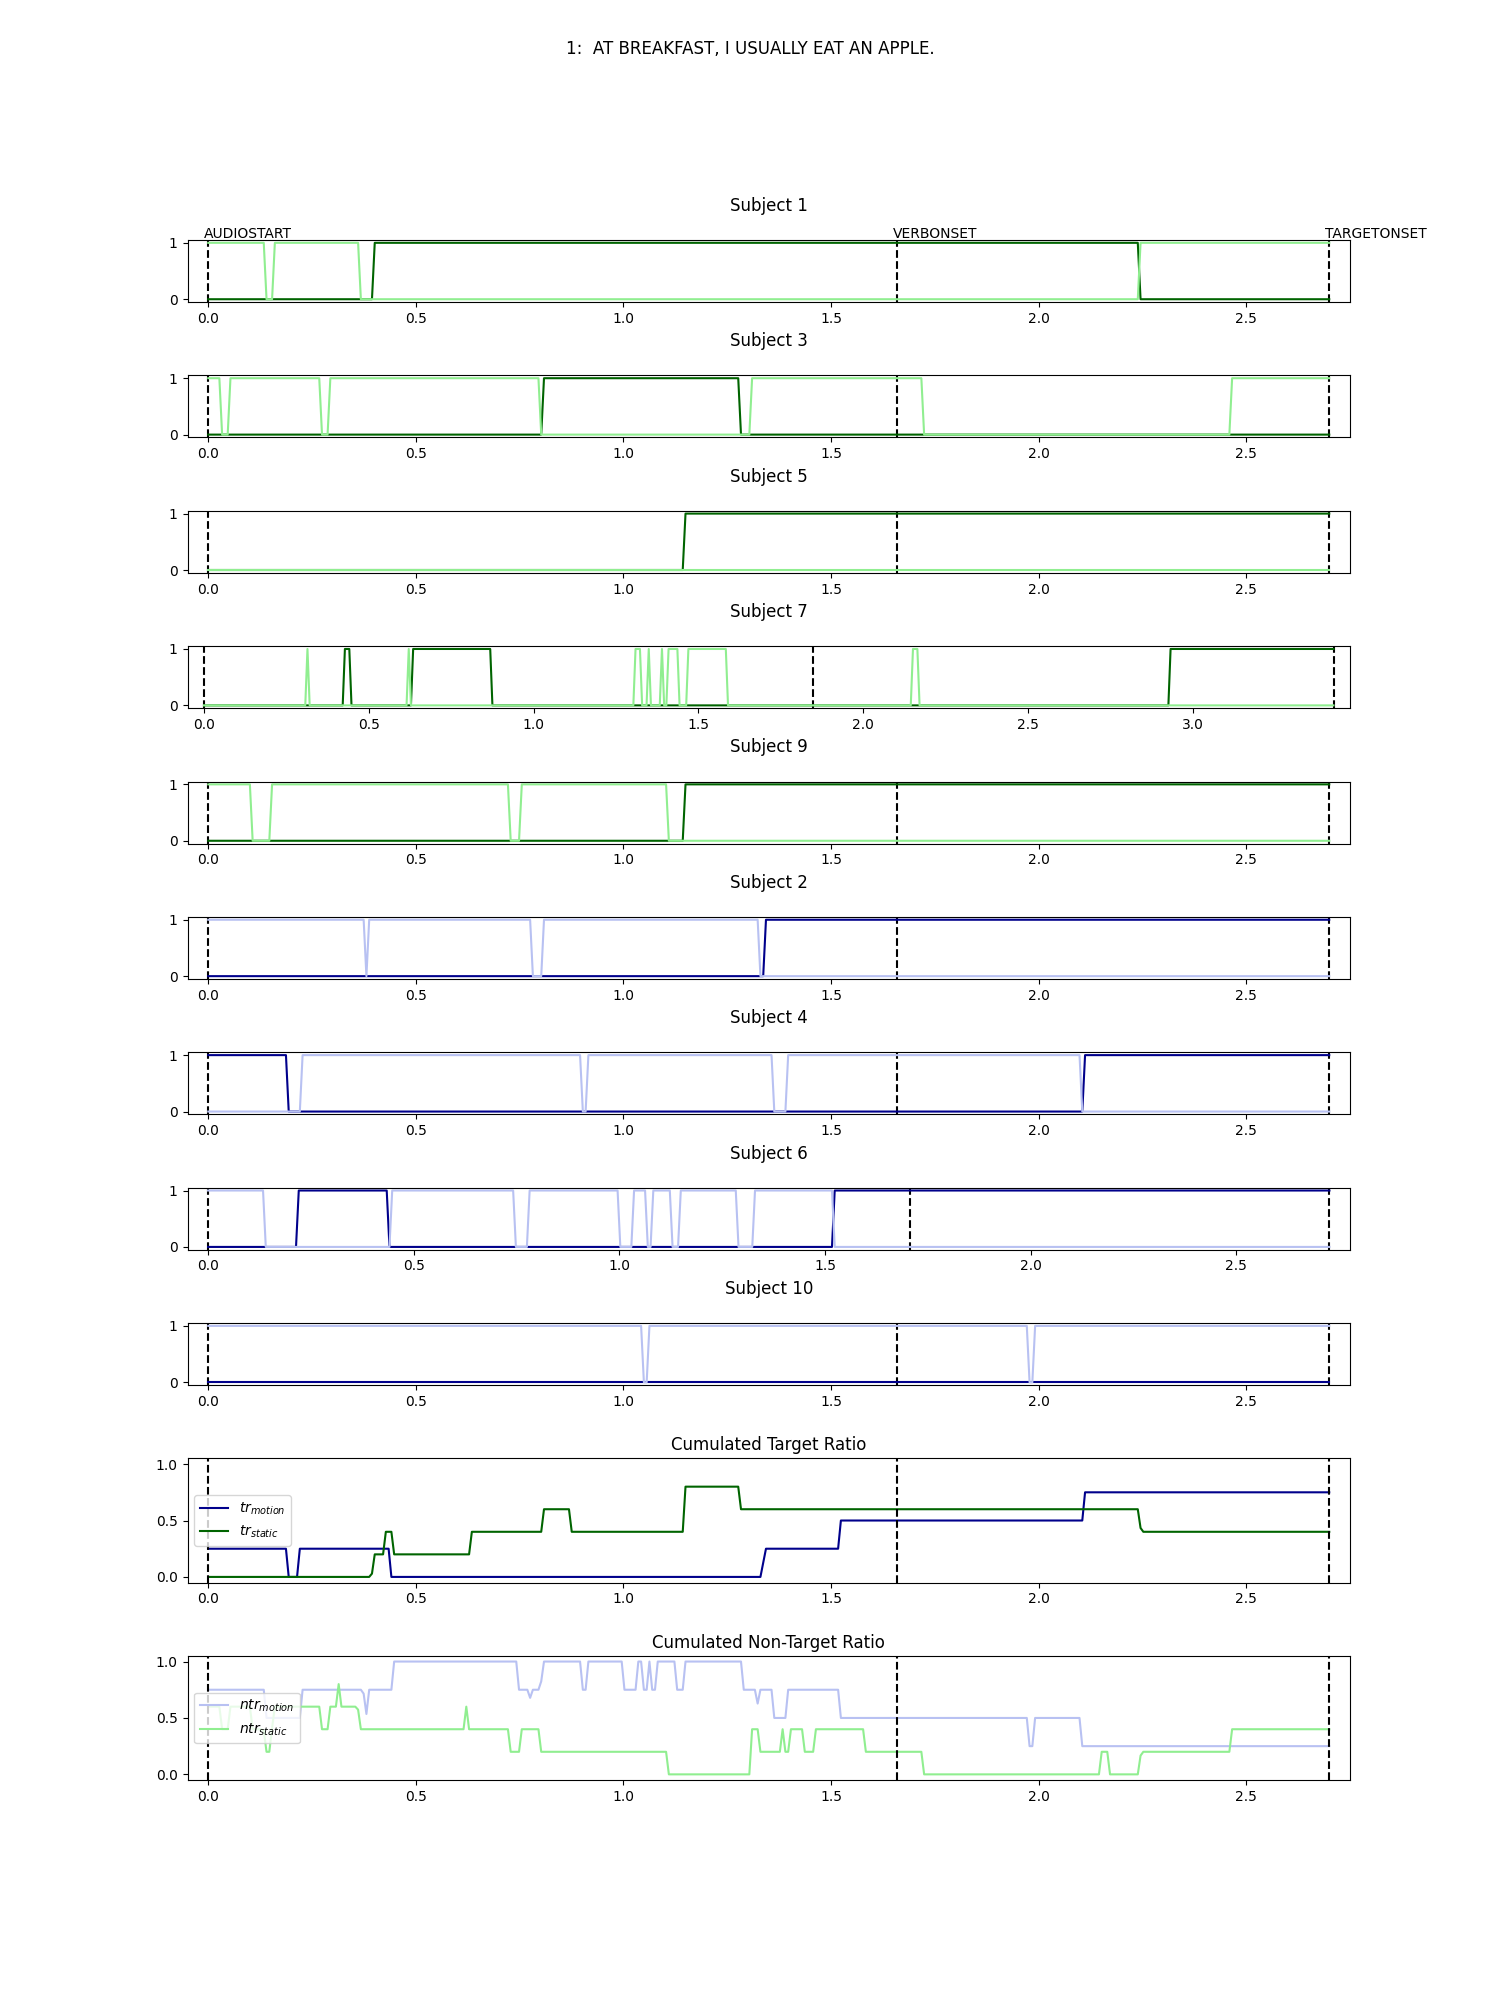 1:  AT BREAKFAST, I USUALLY EAT AN APPLE.
Subject 1
AUDIOSTART VERBONSET TARGETONSET
1
0
0.0 0.5 1.0 1.5 2.0 2.5
Subject 3
1
0
0.0 0.5 1.0 1.5 2.0 2.5
Subject 5
1
0
0.0 0.5 1.0 1.5 2.0 2.5
Subject 7
1
0
0.0 0.5 1.0 1.5 2.0 2.5 3.0
Subject 9
1
0
0.0 0.5 1.0 1.5 2.0 2.5
Subject 2
1
0
0.0 0.5 1.0 1.5 2.0 2.5
Subject 4
1
0
0.0 0.5 1.0 1.5 2.0 2.5
Subject 6
1
0
0.0 0.5 1.0 1.5 2.0 2.5
Subject 10
1
0
0.0 0.5 1.0 1.5 2.0 2.5
Cumulated Target Ratio
1.0
tr motion
0.5
tr static
0.0
0.0 0.5 1.0 1.5 2.0 2.5
Cumulated Non-Target Ratio
1.0
ntr motion
0.5
ntr static
0.0
0.0 0.5 1.0 1.5 2.0 2.5